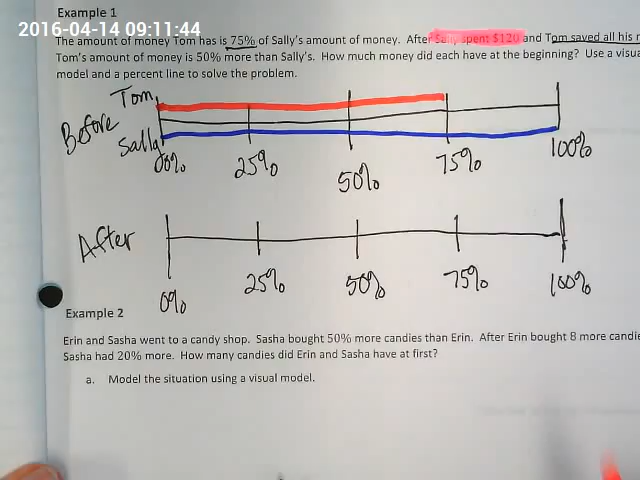 Example 1
2016-04-14 09:11:44
The amount of money Tom has is 75% of Sally's amount of money. After Sally spent $120 and Tom saved all his
Tom's amount of money is 50% more than Sally's. How much money did each have at the beginning? Use a visua
model and a percent line to solve the problem.
Tom
Before
Sally
0% 25% 50% 75% 100%
After
0% 25% 50% 75% 100%
Example 2
Erin and Sasha went to a candy shop. Sasha bought 50% more candies than Erin. After Erin bought 8 more candie
Sasha had 20% more. How many candies did Erin and Sasha have at first?
a. Model the situation using a visual model.